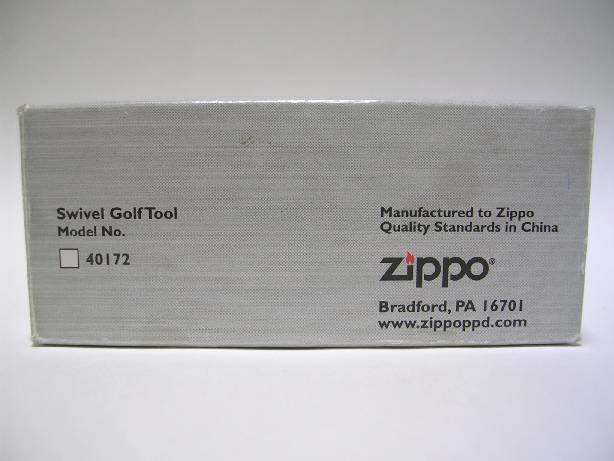 Swivel Golf Tool
Model No.
40172
Manufactured to Zippo
Quality Standards in China
zippo®
Bradford, PA 16701
www.zippoppd.com